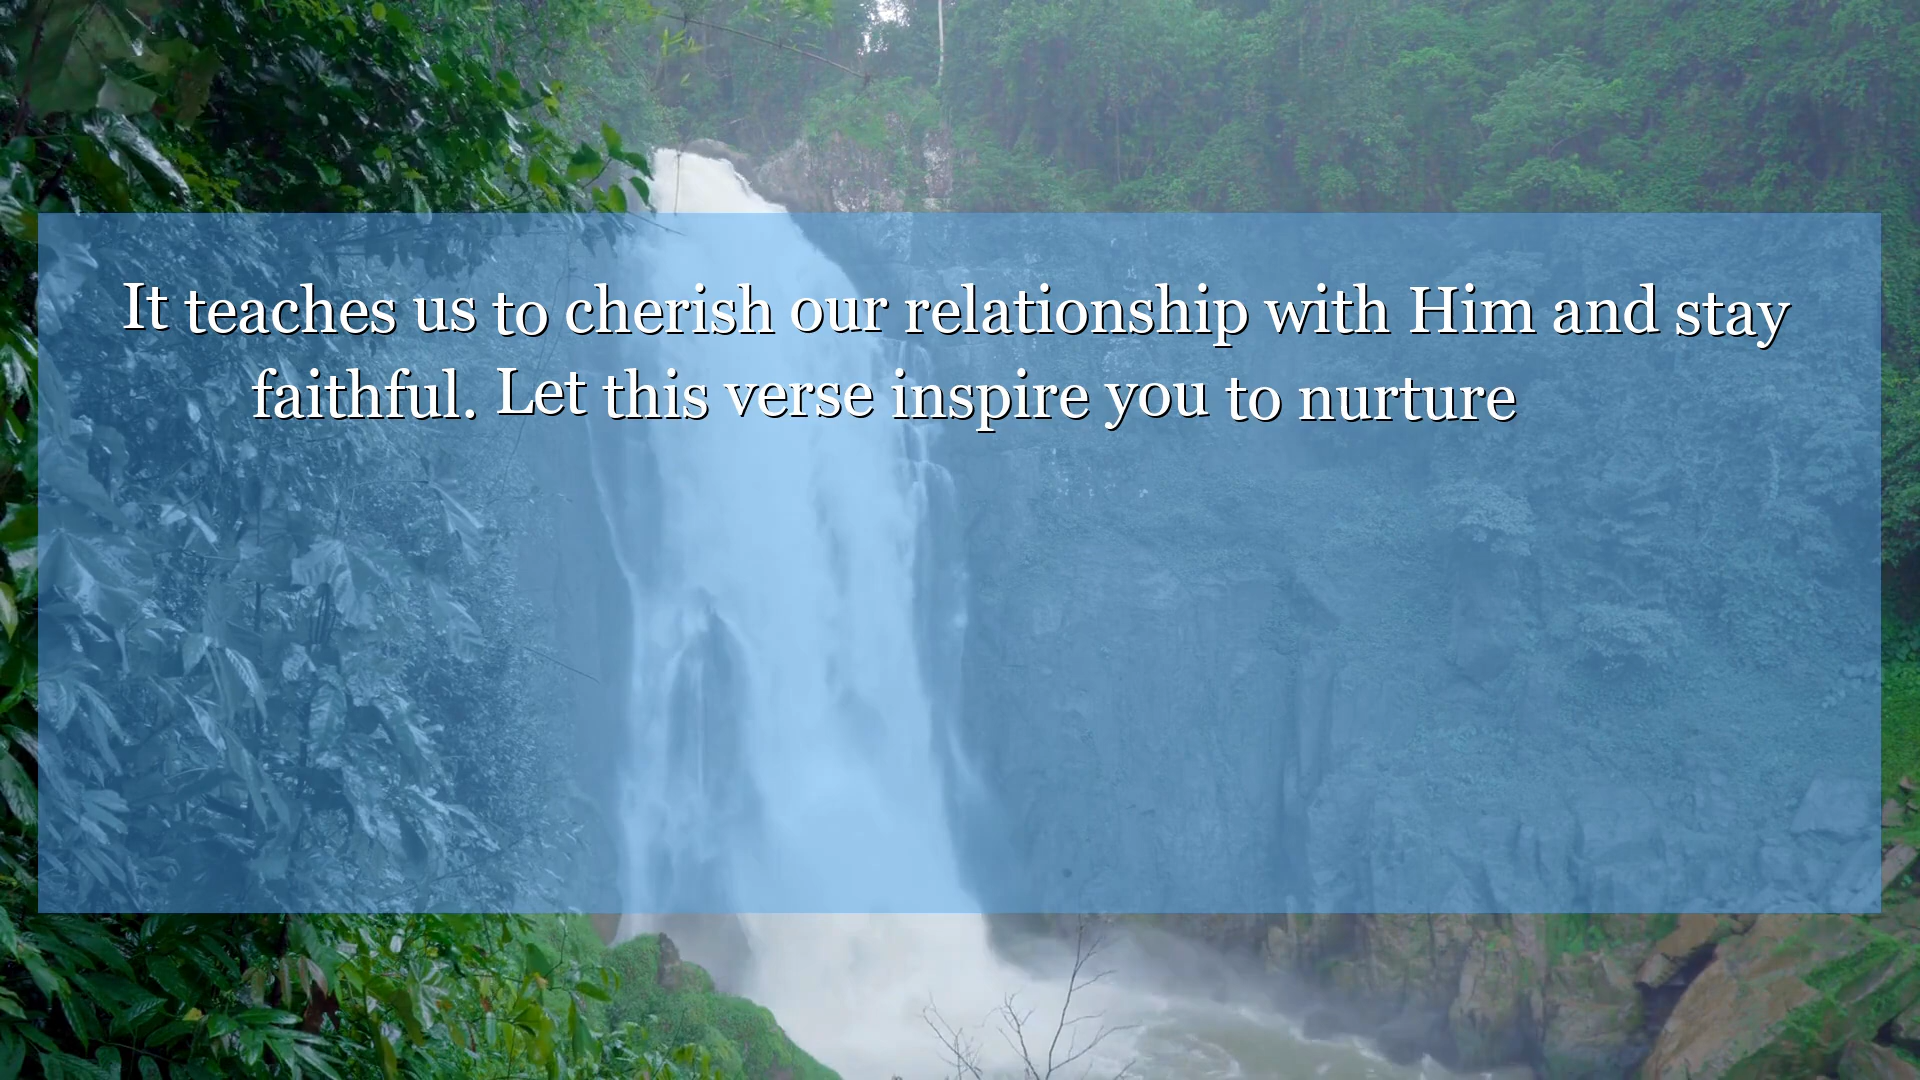 It teaches us to cherish our relationship with Him and stay
faithful. Let this verse inspire you to nurture